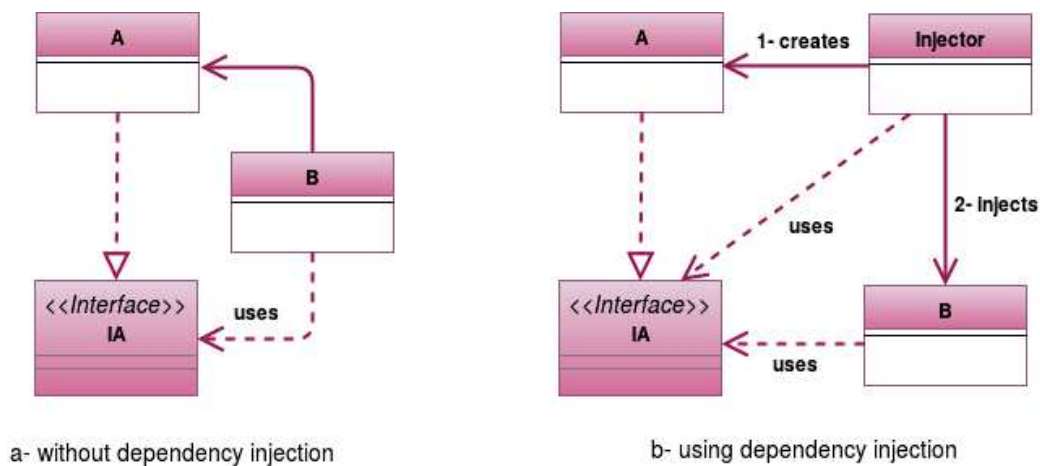 A
B
<<Interface>>
IA
uses
a- without dependency injection
A
1- creates
Injector
2- Injects
uses
<<Interface>>
IA
uses
B
b- using dependency injection